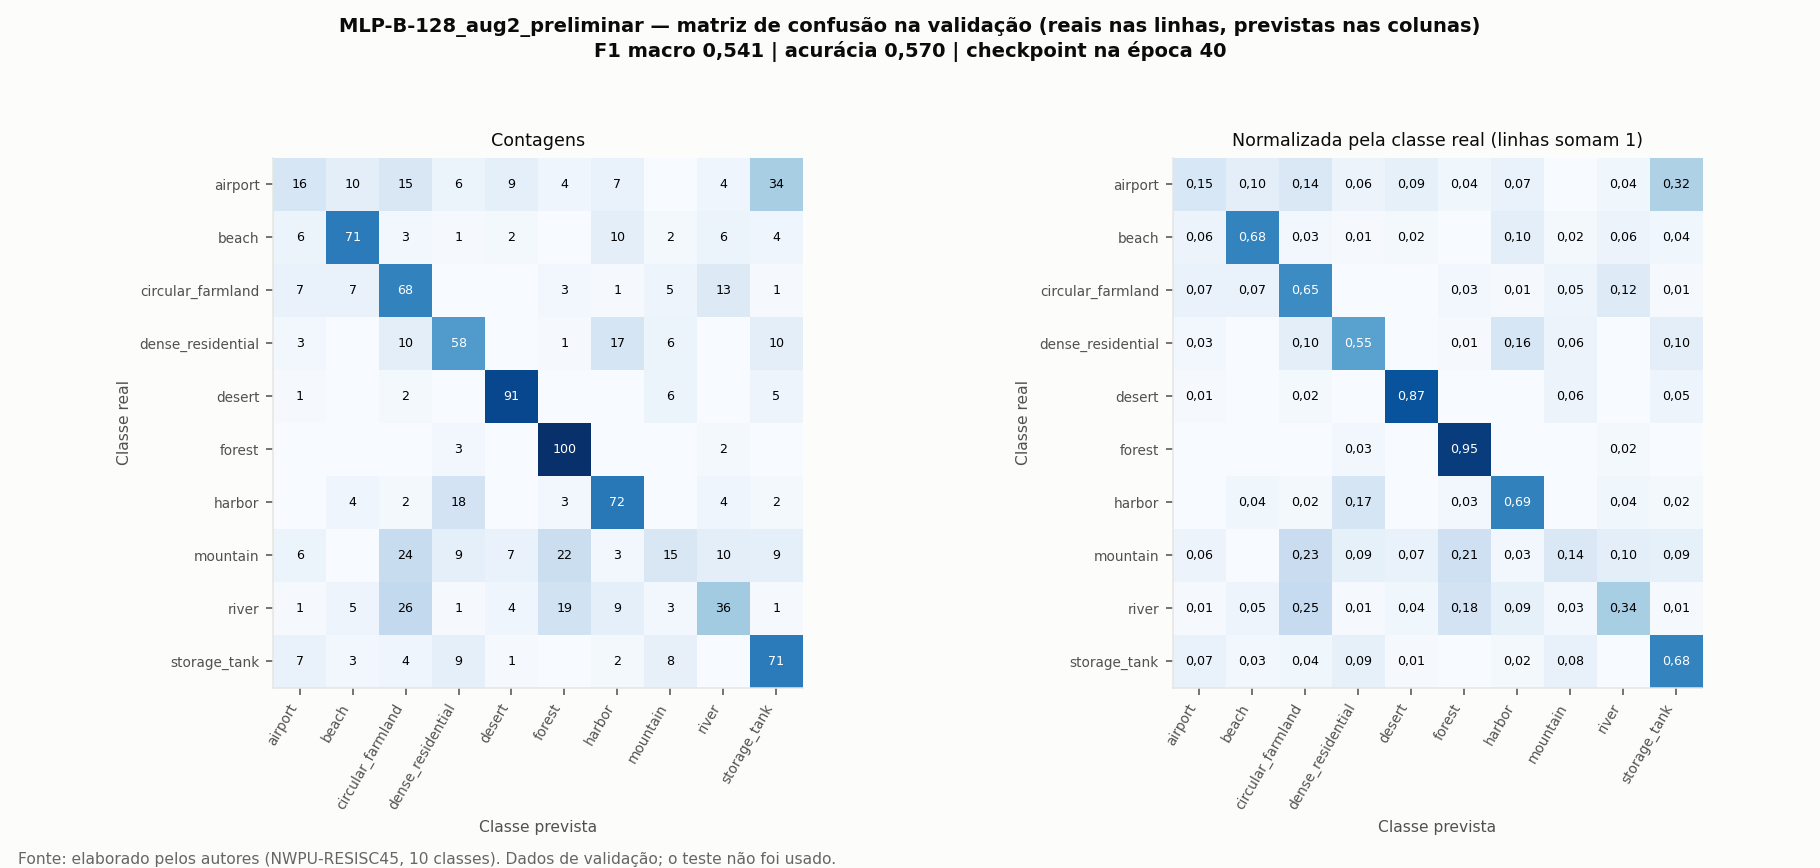 MLP-B-128_aug2_preliminar — matriz de confusão na validação (reais nas linhas, previstas nas colunas)
F1 macro 0,541 | acurácia 0,570 | checkpoint na época 40
Contagens
airport 16 10 15 6 9 4 7 4 34
beach 6 71 3 1 2 10 2 6 4
circular_farmland 7 7 68 3 1 5 13 1
dense_residential 3 10 58 1 17 6 10
desert 1 2 91 6 5
forest 3 100 2
harbor 4 2 18 3 72 4 2
mountain 6 24 9 7 22 3 15 10 9
river 1 5 26 1 4 19 9 3 36 1
storage_tank 7 3 4 9 1 2 8 71
airport beach circular_farmland dense_residential desert forest harbor mountain river storage_tank
Classe real
Classe prevista
Normalizada pela classe real (linhas somam 1)
airport 0,15 0,10 0,14 0,06 0,09 0,04 0,07 0,04 0,32
beach 0,06 0,68 0,03 0,01 0,02 0,10 0,02 0,06 0,04
circular_farmland 0,07 0,07 0,65 0,03 0,01 0,05 0,12 0,01
dense_residential 0,03 0,10 0,55 0,01 0,16 0,06 0,10
desert 0,01 0,02 0,87 0,06 0,05
forest 0,03 0,95 0,02
harbor 0,04 0,02 0,17 0,03 0,69 0,04 0,02
mountain 0,06 0,23 0,09 0,07 0,21 0,03 0,14 0,10 0,09
river 0,01 0,05 0,25 0,01 0,04 0,18 0,09 0,03 0,34 0,01
storage_tank 0,07 0,03 0,04 0,09 0,01 0,02 0,08 0,68
airport beach circular_farmland dense_residential desert forest harbor mountain river storage_tank
Classe real
Classe prevista
Fonte: elaborado pelos autores (NWPU-RESISC45, 10 classes). Dados de validação; o teste não foi usado.